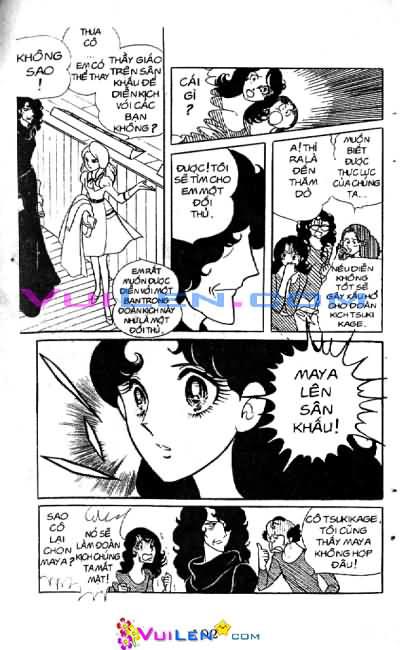 THƯA
CÔ
...
EM CÓ
THỂ THAY
THẦY GIÁO
TRÊN SÂN
KHẤU ĐỂ
DIỄN KỊCH
VỚI CÁC
BẠN
KHÔNG?
KHÔNG
SAO!
EM RẤT
MUỐN ĐƯỢC
DIỄN VỚI MỘT
BẠN TRONG
ĐOÀN KỊCH NÀY
NHƯ LÀ MỘT
ĐỐI THỦ.
CÁI
GÌ
?
ĐƯỢC! TÔI
SẼ TÌM CHO
EM MỘT
ĐỐI
THỦ.
MUỐN
BIẾT
ĐƯỢC
THỰC LỰC
CỦA CHÚNG
TA...
A! THÌ
RA LÀ
ĐẾN
THĂM
DÒ
NẾU DIỄN
KHÔNG
TỐT SẼ
GÂY XẤU HỔ
CHO ĐOÀN
KỊCH TSUKI
KAGE.
VuiLen.com
MAYA
LÊN
SÂN
KHẤU!
SAO
CÔ
LẠI
CHỌN
MAYA?
NÓ SẼ
LÀM ĐOÀN
KỊCH CHÚNG
TA MẤT
MẶT!
CÔ TSUKIKAGE,
TÔI CŨNG
THẤY MAYA
KHÔNG HỢP
ĐÂU!
VuiLen.com